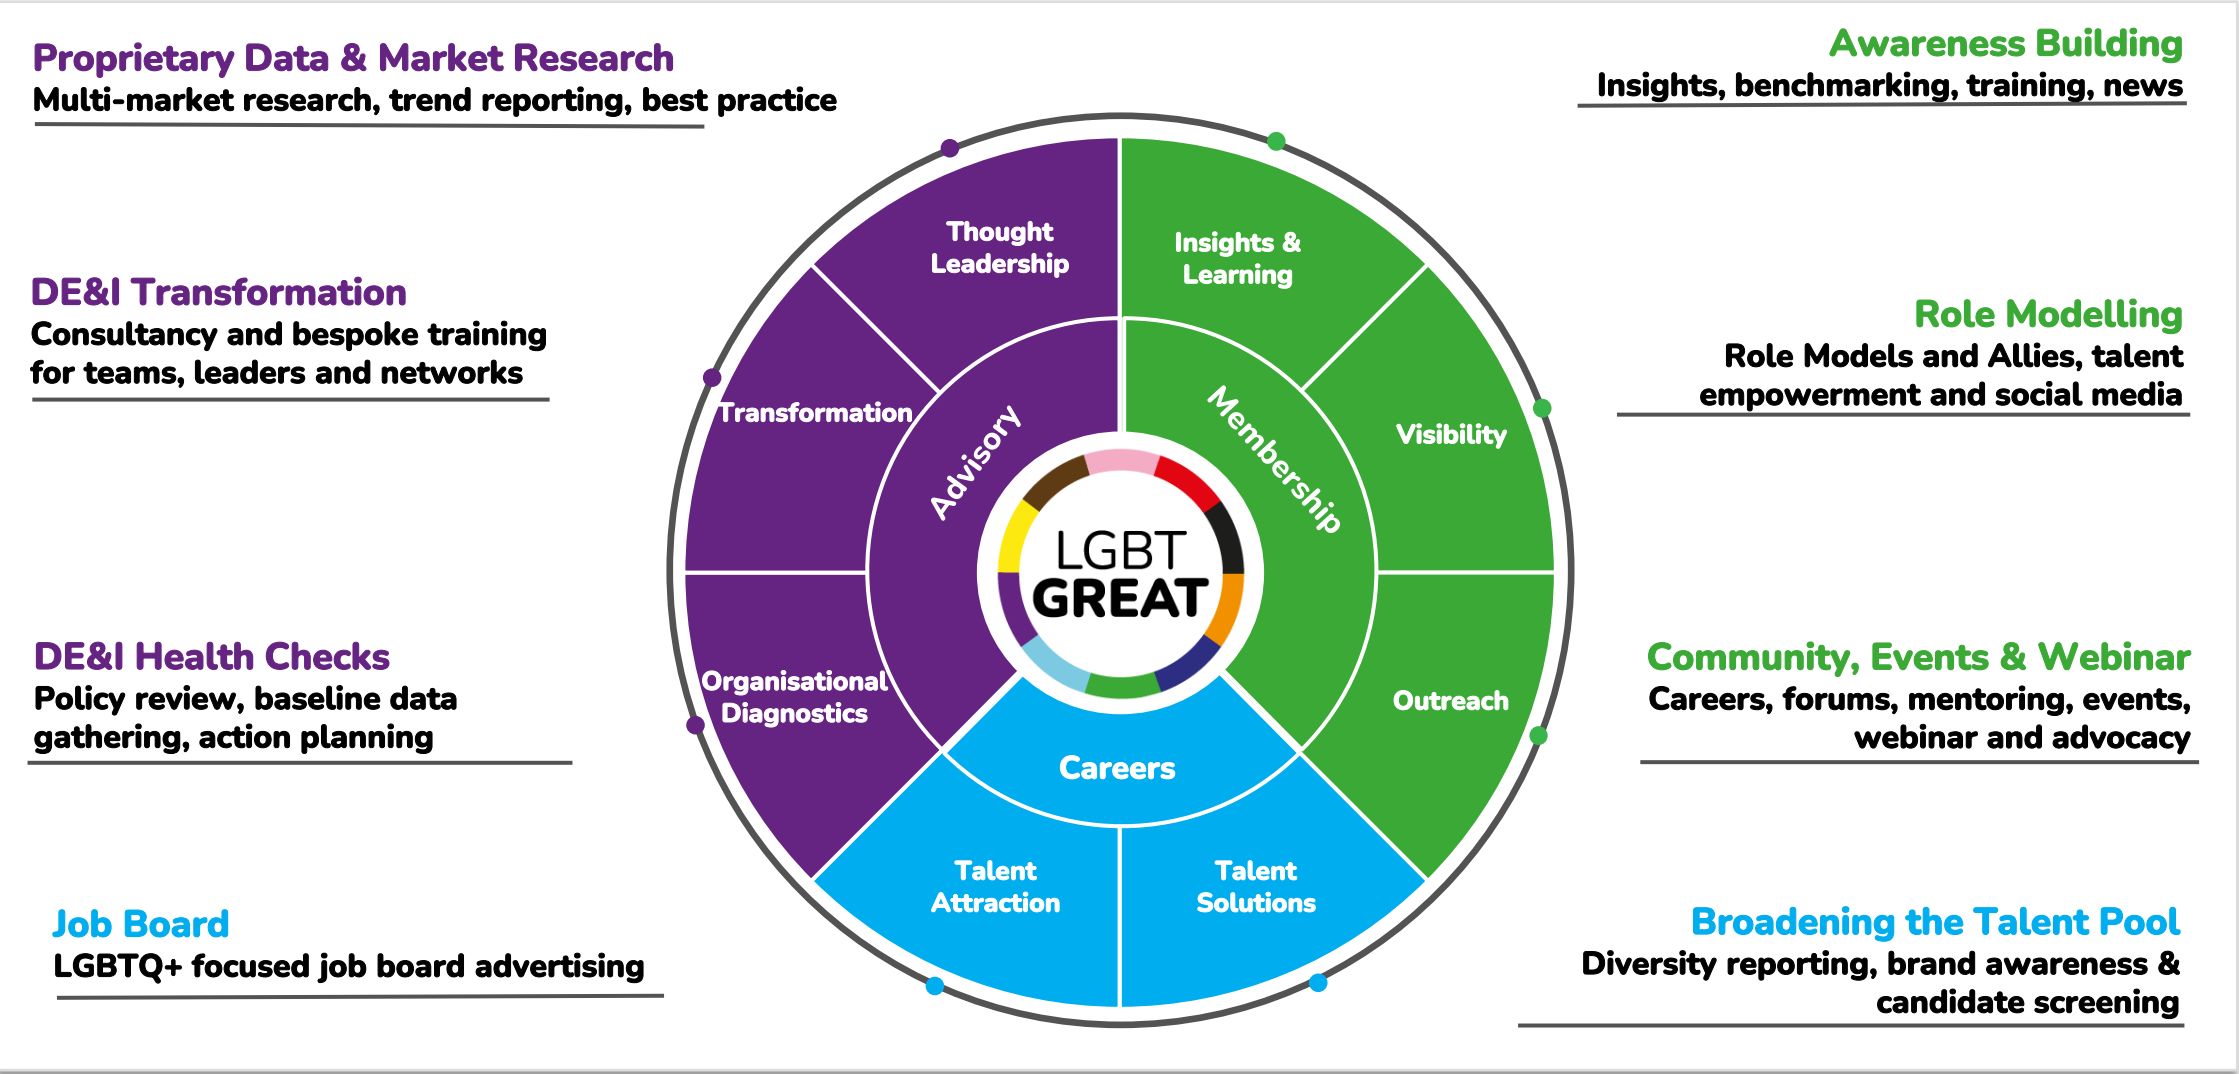 Proprietary Data & Market Research
Multi-market research, trend reporting, best practice
DE&I Transformation
Consultancy and bespoke training
for teams, leaders and networks
DE&I Health Checks
Policy review, baseline data
gathering, action planning
Job Board
LGBTQ+ focused job board advertising
Thought
Leadership
Insights &
Learning
Transformation
Visibility
Advisory
Membership
LGBT
GREAT
Organisational
Diagnostics
Outreach
Careers
Talent
Attraction
Talent
Solutions
Awareness Building
Insights, benchmarking, training, news
Role Modelling
Role Models and Allies, talent
empowerment and social media
Community, Events & Webinar
Careers, forums, mentoring, events,
webinar and advocacy
Broadening the Talent Pool
Diversity reporting, brand awareness &
candidate screening